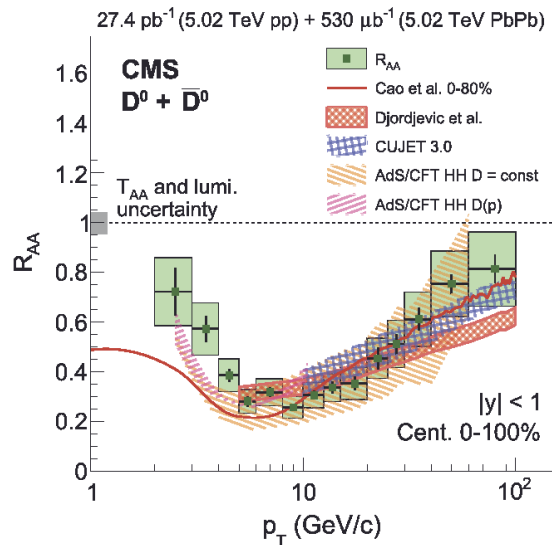 27.4 pb⁻¹ (5.02 TeV pp) + 530 μb⁻¹ (5.02 TeV PbPb)
CMS
D⁰ + D̅⁰
R_AA
Cao et al. 0-80%
Djordjevic et al.
CUJET 3.0
AdS/CFT HH D = const
AdS/CFT HH D(p)
T_AA and lumi.
uncertainty
|y| < 1
Cent. 0-100%
R_AA
1.6
1.4
1.2
1
0.8
0.6
0.4
0.2
0
1
10
10²
p_T (GeV/c)